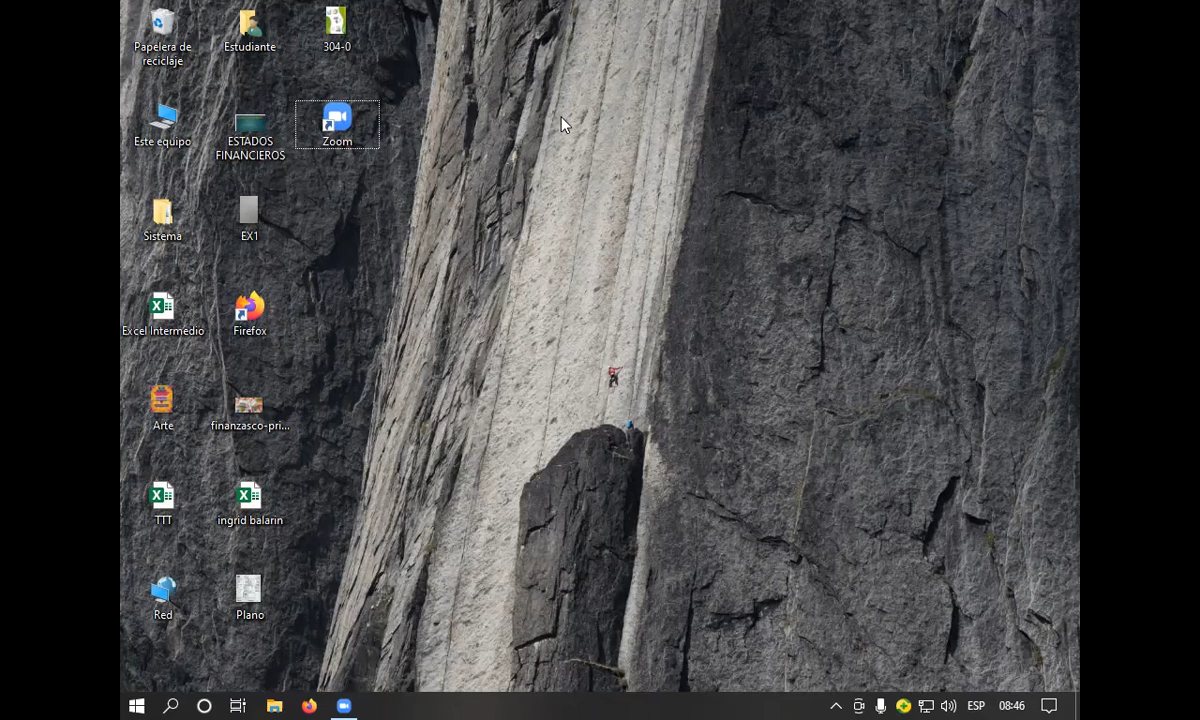 Papelera de
reciclaje
Estudiante
304-0
Este equipo
ESTADOS
FINANCIEROS
Zoom
Sistema
EX1
Excel Intermedio
Firefox
Arte
finanzasco-pri...
TTT
ingrid balarin
Red
Plano
ESP
08:46